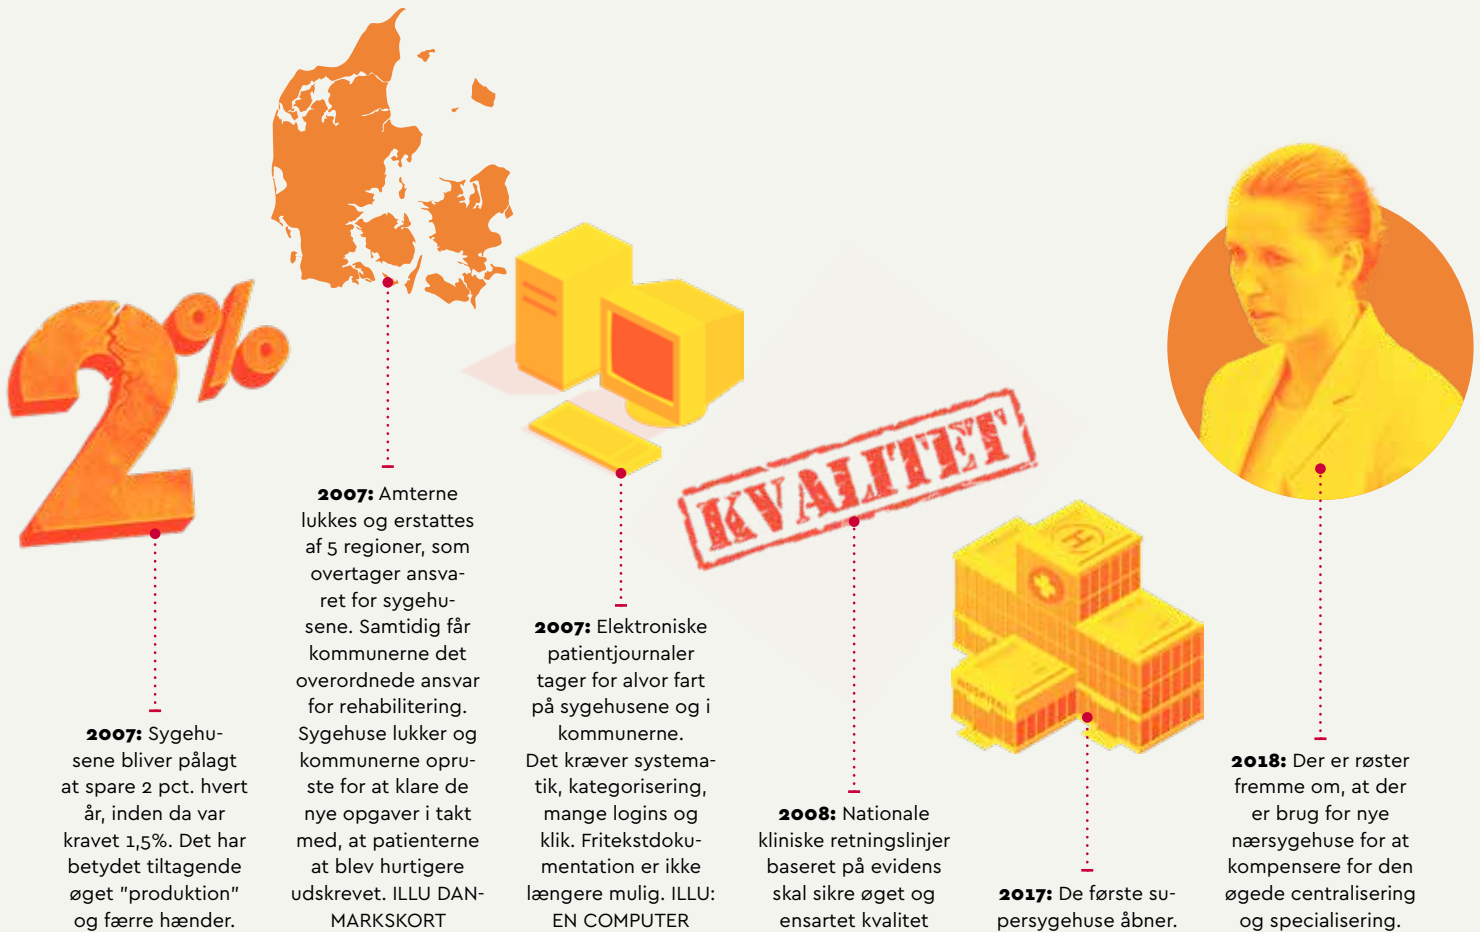 2%
2007: Sygehu-
sene bliver pålagt
at spare 2 pct. hvert
år, inden da var
kravet 1,5%. Det har
betydet tiltagende
øget ”produktion”
og færre hænder.
2007: Amterne
lukkes og erstattes
af 5 regioner, som
overtager ansva-
ret for sygehu-
sene. Samtidig får
kommunerne det
overordnede ansvar
for rehabilitering.
Sygehuse lukker og
kommunerne opru-
ste for at klare de
nye opgaver i takt
med, at patienterne
at blev hurtigere
udskrevet. ILLU DAN-
MARKSKORT
2007: Elektroniske
patientjournaler
tager for alvor fart
på sygehusene og i
kommunerne.
Det kræver systema-
tik, kategorisering,
mange logins og
klik. Fritekstdoku-
mentation er ikke
længere mulig. ILLU:
EN COMPUTER
KVALITET
2008: Nationale
kliniske retningslinjer
baseret på evidens
skal sikre øget og
ensartet kvalitet
H
HOSPITAL
2017: De første su-
persygehuse åbner.
2018: Der er røster
fremme om, at der
er brug for nye
nærsygehuse for at
kompensere for den
øgede centralisering
og specialisering.